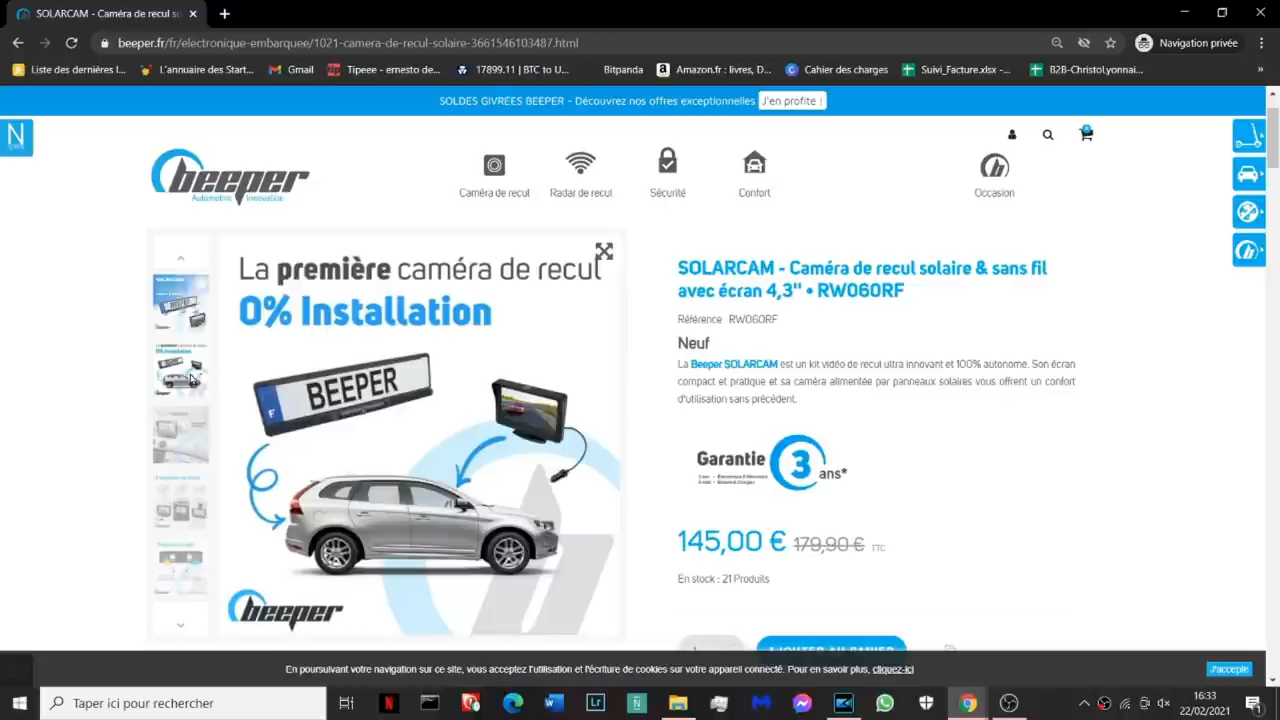 SOLARCAM - Caméra de recul so
beeper.fr/fr/electronique-embarquee/1021-camera-de-recul-solaire-3661546103487.html
Navigation privée
Liste des dernières l...
L'annuaire des Start...
Gmail
Tipeee - ernesto de...
17899.11 | BTC to U...
Bitpanda
Amazon.fr : livres, D...
Cahier des charges
Suivi_Facture.xlsx -...
B2B-ChristoLyonnai...
SOLDES GIVRÉES BEEPER - Découvrez nos offres exceptionnelles J'en profite !
N
beeper
Automotive Innovation
Caméra de recul
Radar de recul
Sécurité
Confort
Occasion
La première caméra de recul
0% Installation
F
BEEPER
beeper
SOLARCAM - Caméra de recul solaire & sans fil
avec écran 4,3'' • RW060RF
Référence RW060RF
Neuf
La Beeper SOLARCAM est un kit vidéo de recul ultra innovant et 100% autonome. Son écran
compact et pratique et sa caméra alimentée par panneaux solaires vous offrent un confort
d'utilisation sans précédent.
Garantie 3 ans*
145,00 € 179,90 € TTC
En stock : 21 Produits
AJOUTER AU PANIER
En poursuivant votre navigation sur ce site, vous acceptez l'utilisation et l'écriture de cookies sur votre appareil connecté. Pour en savoir plus, cliquez-ici
J'accepte
Taper ici pour rechercher
16:33
22/02/2021